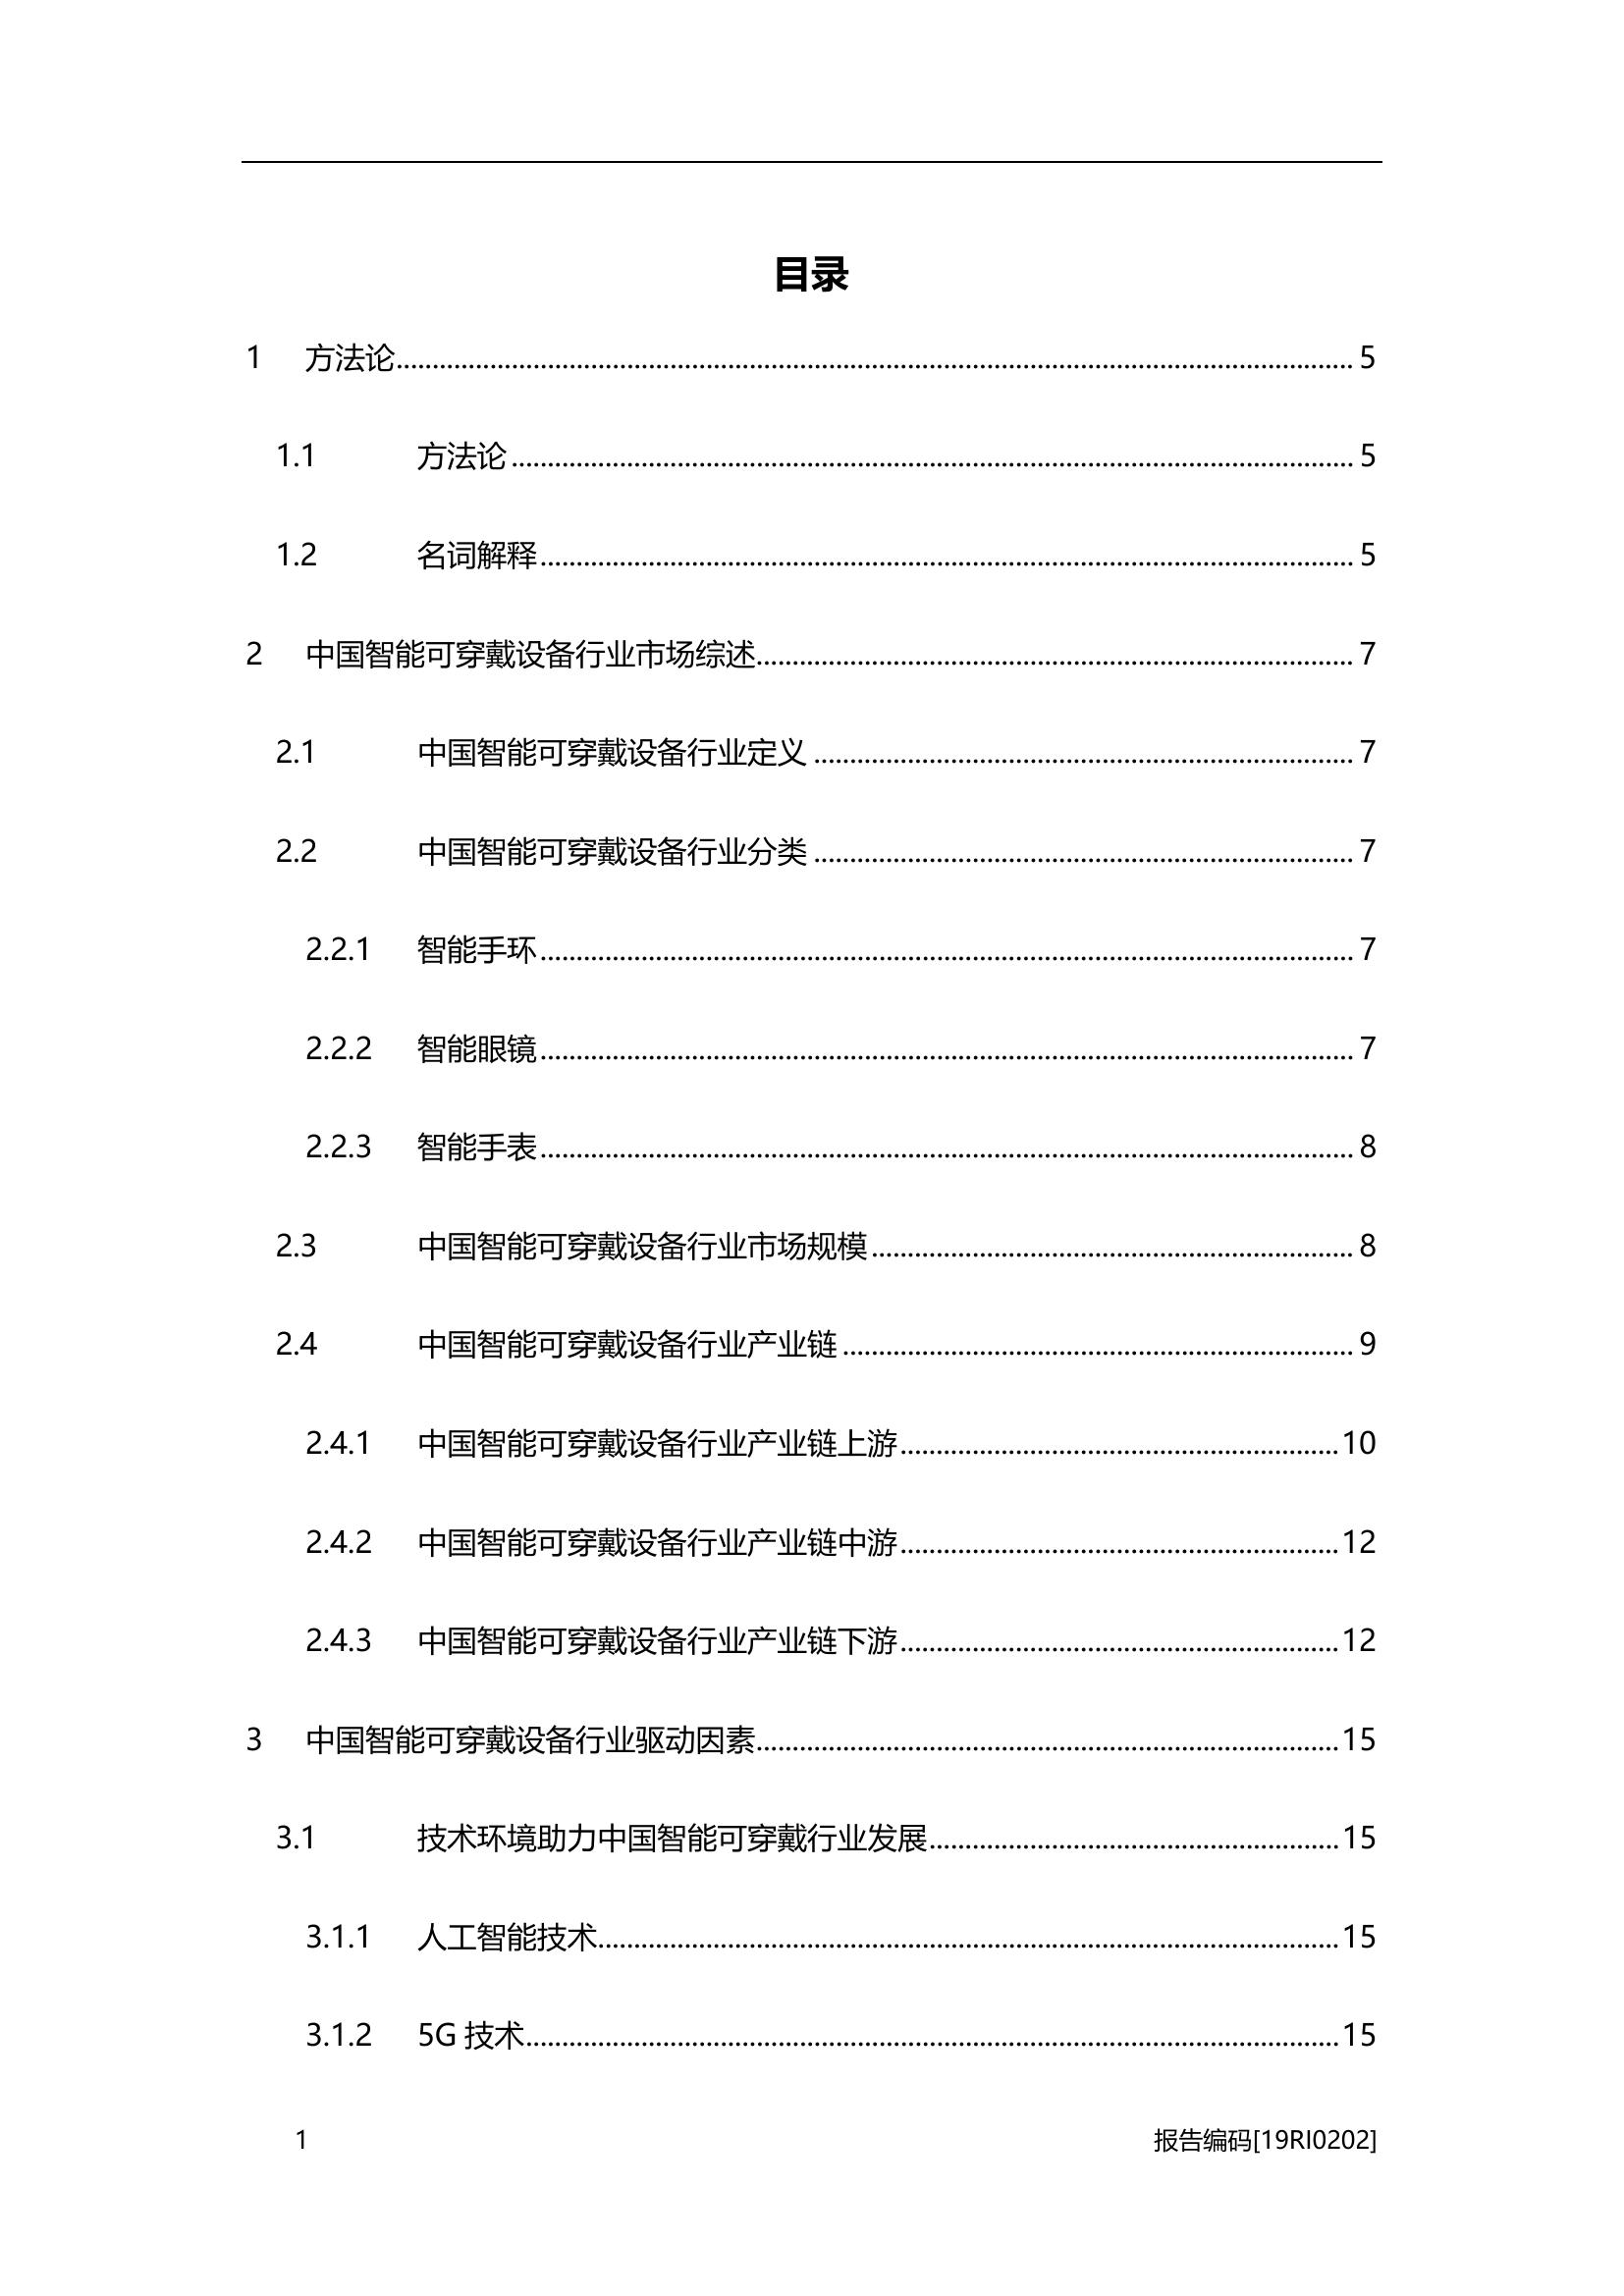 目录
1 方法论 5
1.1 方法论 5
1.2 名词解释 5
2 中国智能可穿戴设备行业市场综述 7
2.1 中国智能可穿戴设备行业定义 7
2.2 中国智能可穿戴设备行业分类 7
2.2.1 智能手环 7
2.2.2 智能眼镜 7
2.2.3 智能手表 8
2.3 中国智能可穿戴设备行业市场规模 8
2.4 中国智能可穿戴设备行业产业链 9
2.4.1 中国智能可穿戴设备行业产业链上游 10
2.4.2 中国智能可穿戴设备行业产业链中游 12
2.4.3 中国智能可穿戴设备行业产业链下游 12
3 中国智能可穿戴设备行业驱动因素 15
3.1 技术环境助力中国智能可穿戴行业发展 15
3.1.1 人工智能技术 15
3.1.2 5G 技术 15
1 报告编码[19RI0202]